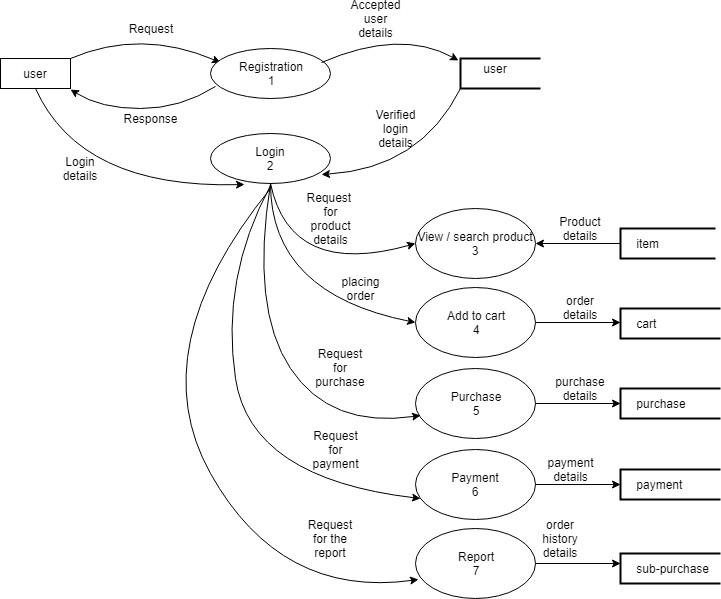 Accepted
user
details
Request
user
Registration
1
user
Response
Verified
login
details
Login
2
Login
details
Request
for
product
details
View / search product
3
Product
details
item
placing
order
Add to cart
4
order
details
cart
Request
for
purchase
Purchase
5
purchase
details
purchase
Request
for
payment
Payment
6
payment
details
payment
Request
for the
report
Report
7
order
history
details
sub-purchase